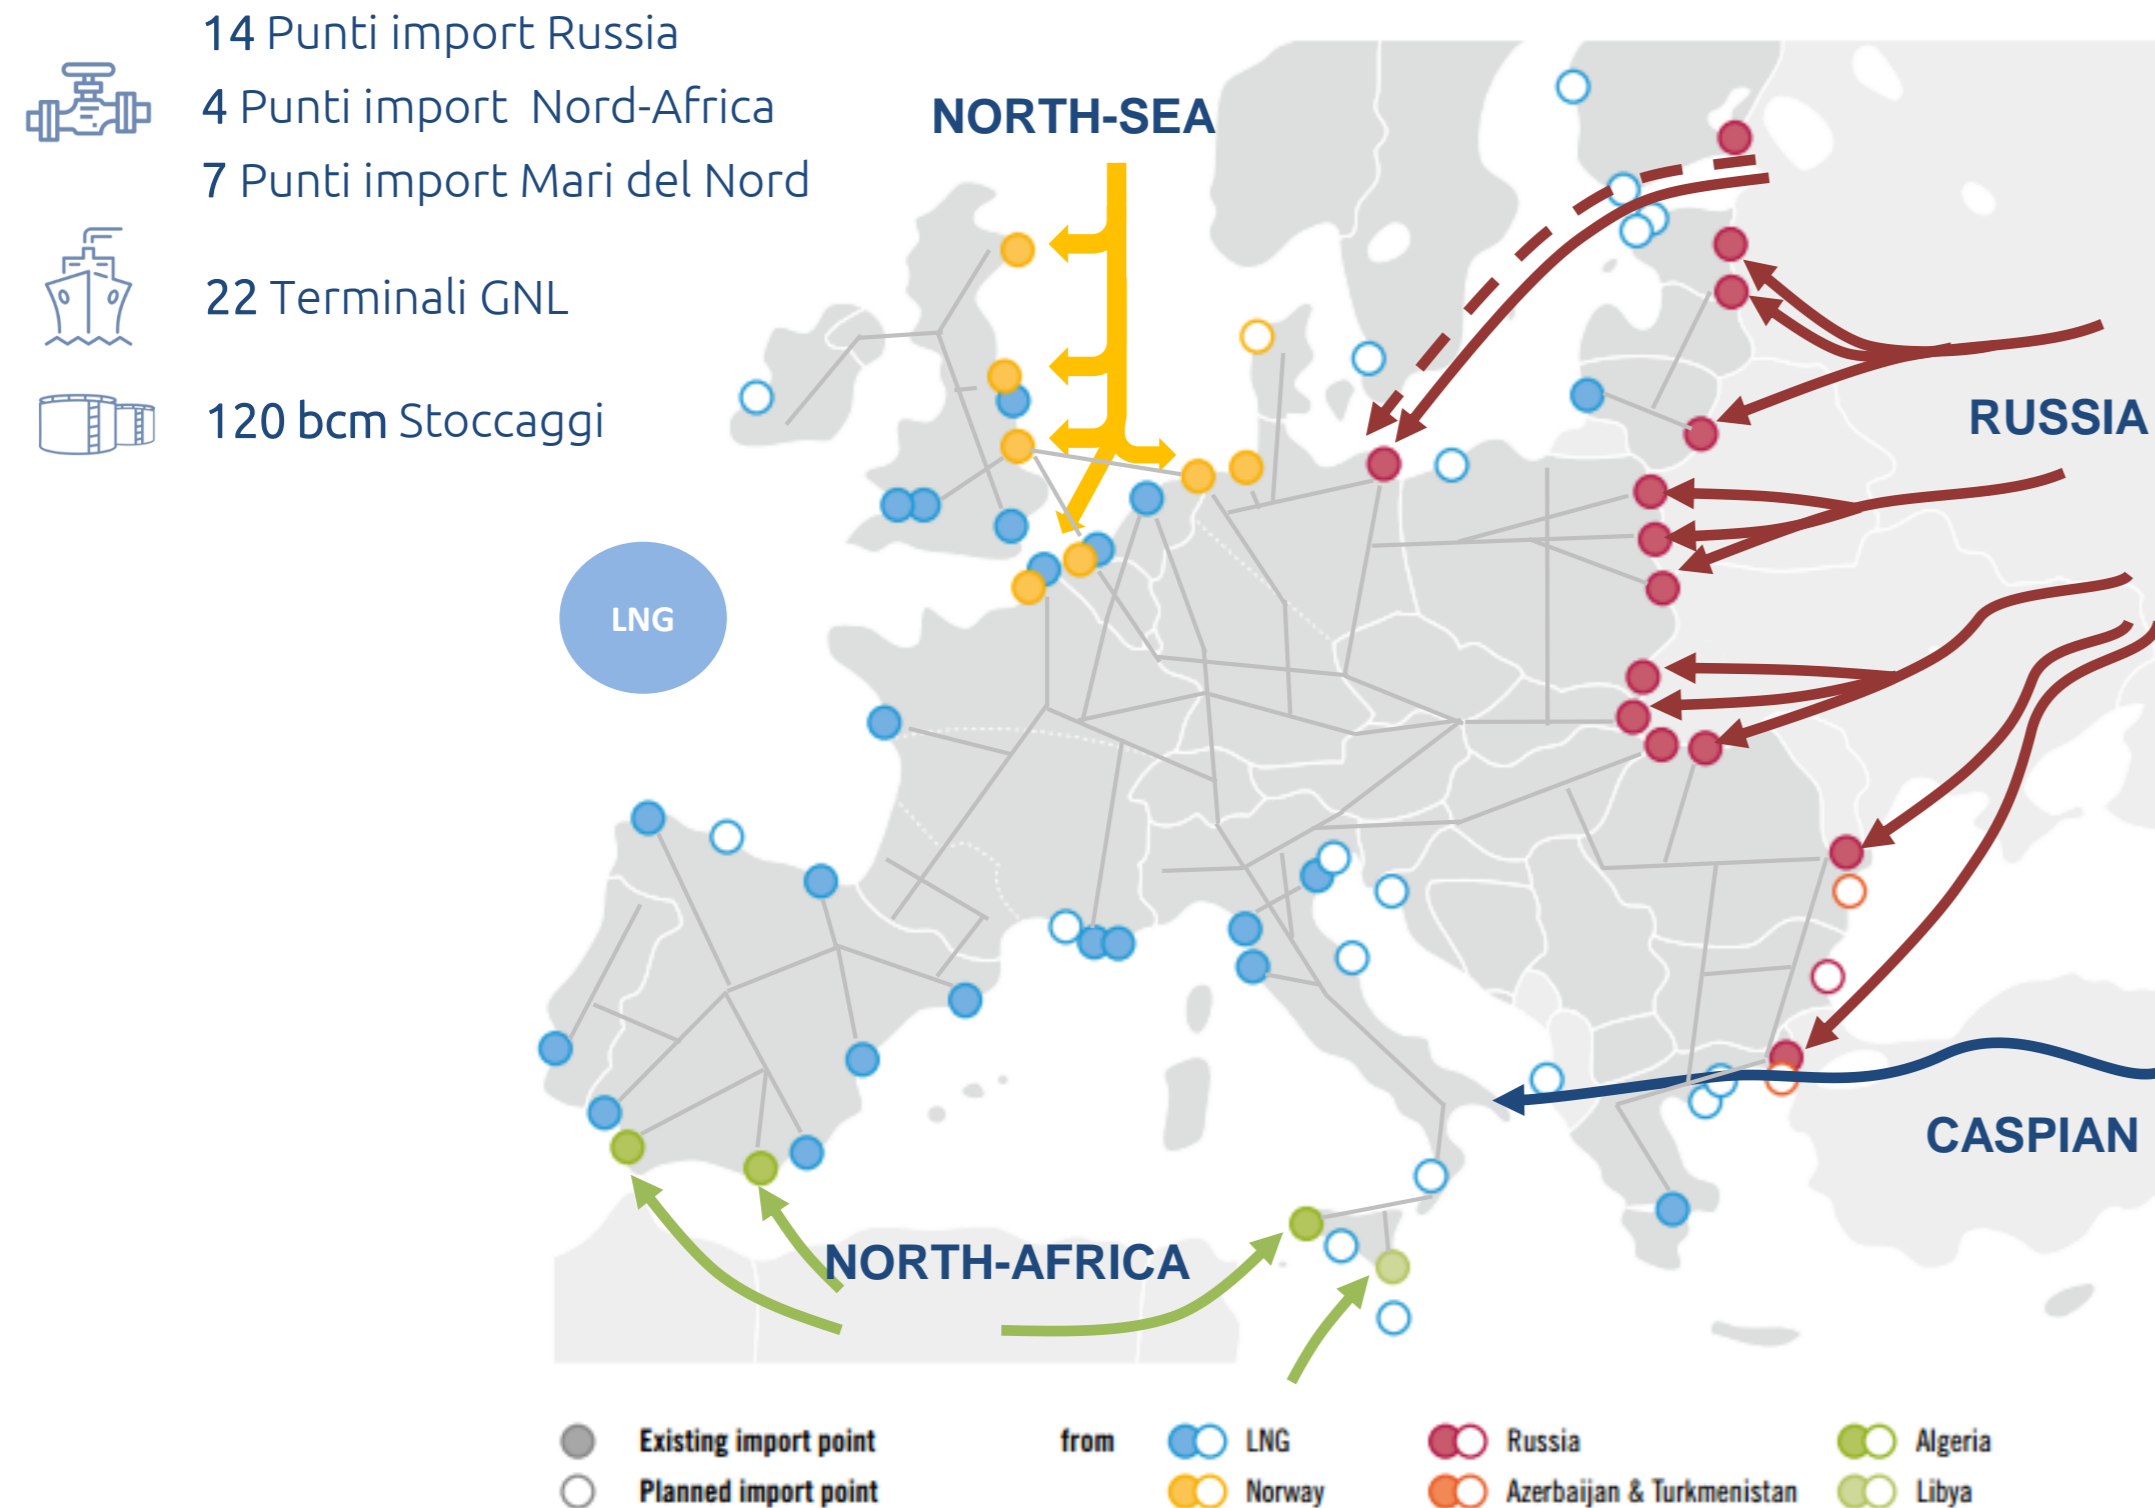 14 Punti import Russia
4 Punti import Nord-Africa
7 Punti import Mari del Nord
22 Terminali GNL
120 bcm Stoccaggi
NORTH-SEA
RUSSIA
LNG
CASPIAN
NORTH-AFRICA
Existing import point from LNG Russia Algeria
Planned import point Norway Azerbaijan & Turkmenistan Libya